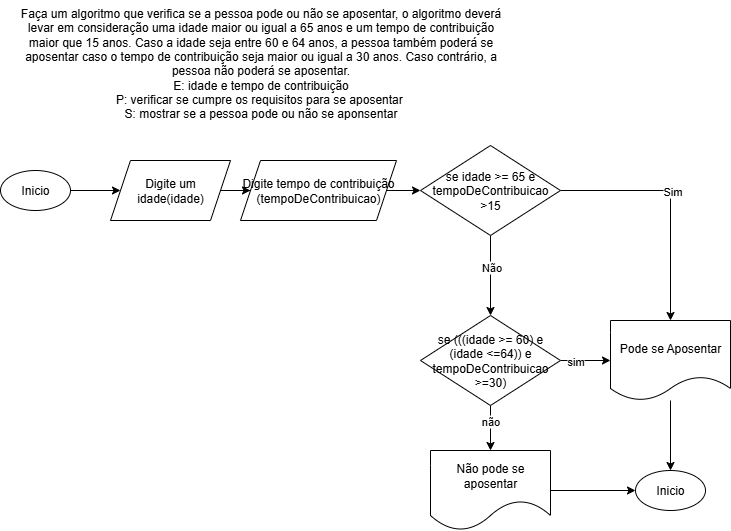 Faça um algoritmo que verifica se a pessoa pode ou não se aposentar, o algoritmo deverá
levar em consideração uma idade maior ou igual a 65 anos e um tempo de contribuição
maior que 15 anos. Caso a idade seja entre 60 e 64 anos, a pessoa também poderá se
aposentar caso o tempo de contribuição seja maior ou igual a 30 anos. Caso contrário, a
pessoa não poderá se aposentar.
E: idade e tempo de contribuição
P: verificar se cumpre os requisitos para se aposentar
S: mostrar se a pessoa pode ou não se aponsentar
Inicio
Digite um
idade(idade)
Digite tempo de contribuição
(tempoDeContribuicao)
se idade >= 65 e
tempoDeContribuicao
>15
Sim
Não
se (((idade >= 60) e
(idade <=64)) e
tempoDeContribuicao
>=30)
sim
Pode se Aposentar
não
Não pode se
aposentar
Inicio